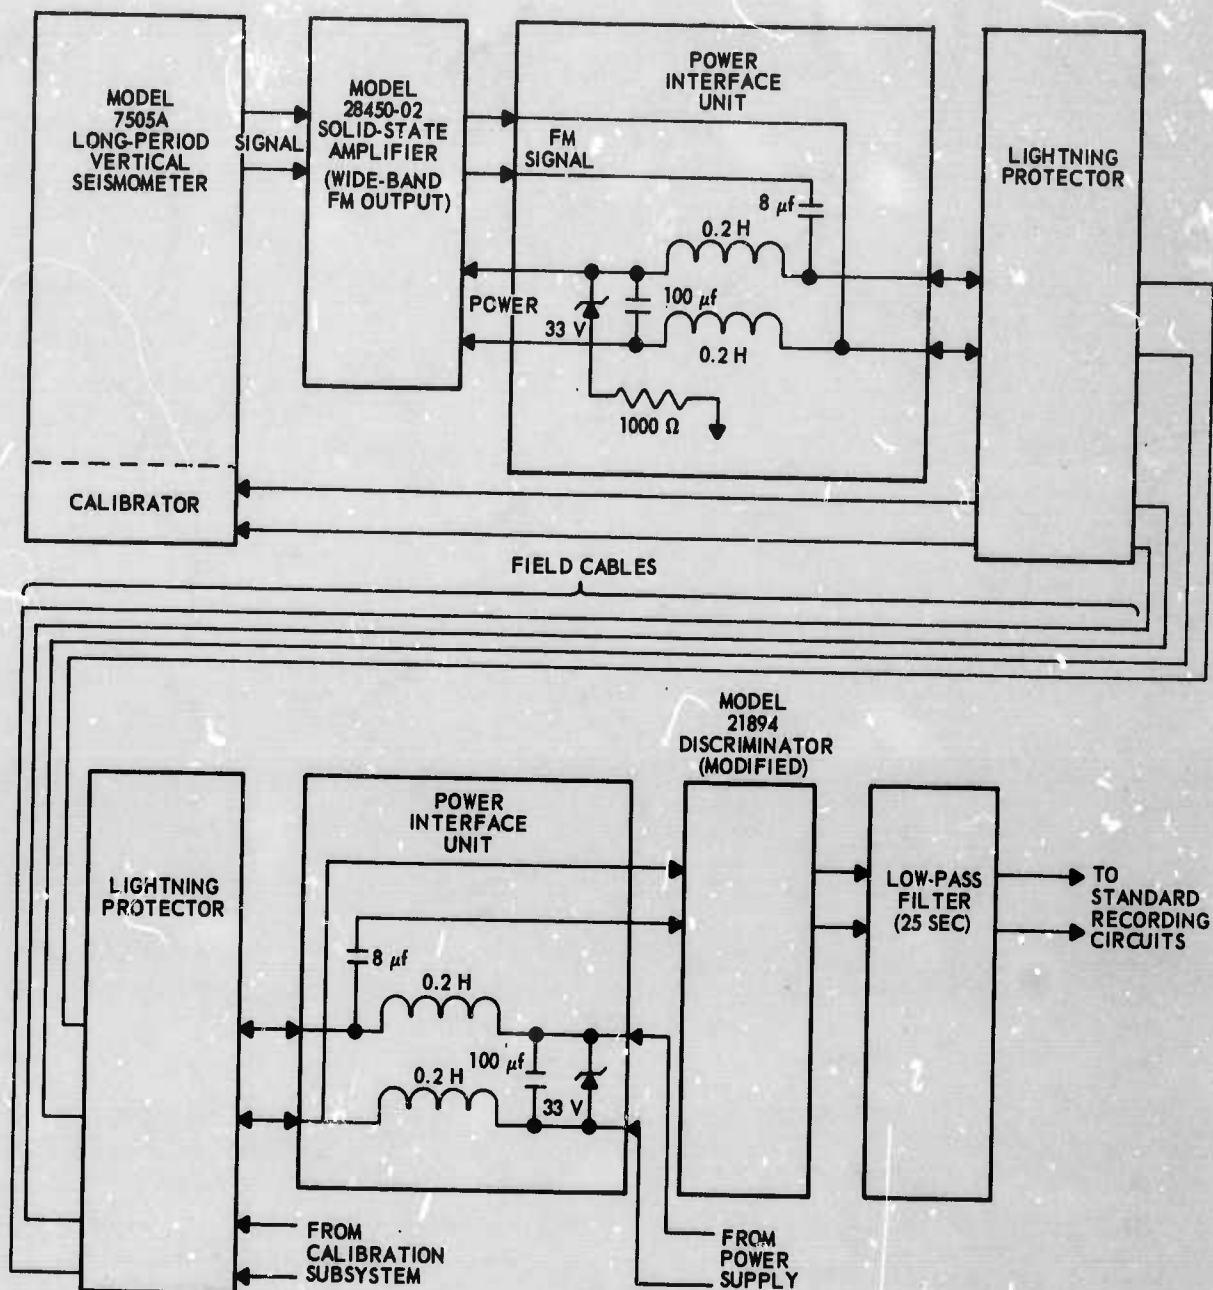 MODEL
7505A
LONG-PERIOD
VERTICAL
SEISMOMETER
SIGNAL
MODEL
28450-02
SOLID-STATE
AMPLIFIER
(WIDE-BAND
FM OUTPUT)
POWER
INTERFACE
UNIT
FM
SIGNAL
8 µf
0.2 H
POWER
100 µf
33 V
0.2 H
1000 Ω
LIGHTNING
PROTECTOR
CALIBRATOR
FIELD CABLES
MODEL
21894
DISCRIMINATOR
(MODIFIED)
LIGHTNING
PROTECTOR
POWER
INTERFACE
UNIT
8 µf
0.2 H
100 µf
0.2 H
33 V
LOW-PASS
FILTER
(25 SEC)
TO
STANDARD
RECORDING
CIRCUITS
FROM
CALIBRATION
SUBSYSTEM
FROM
POWER
SUPPLY